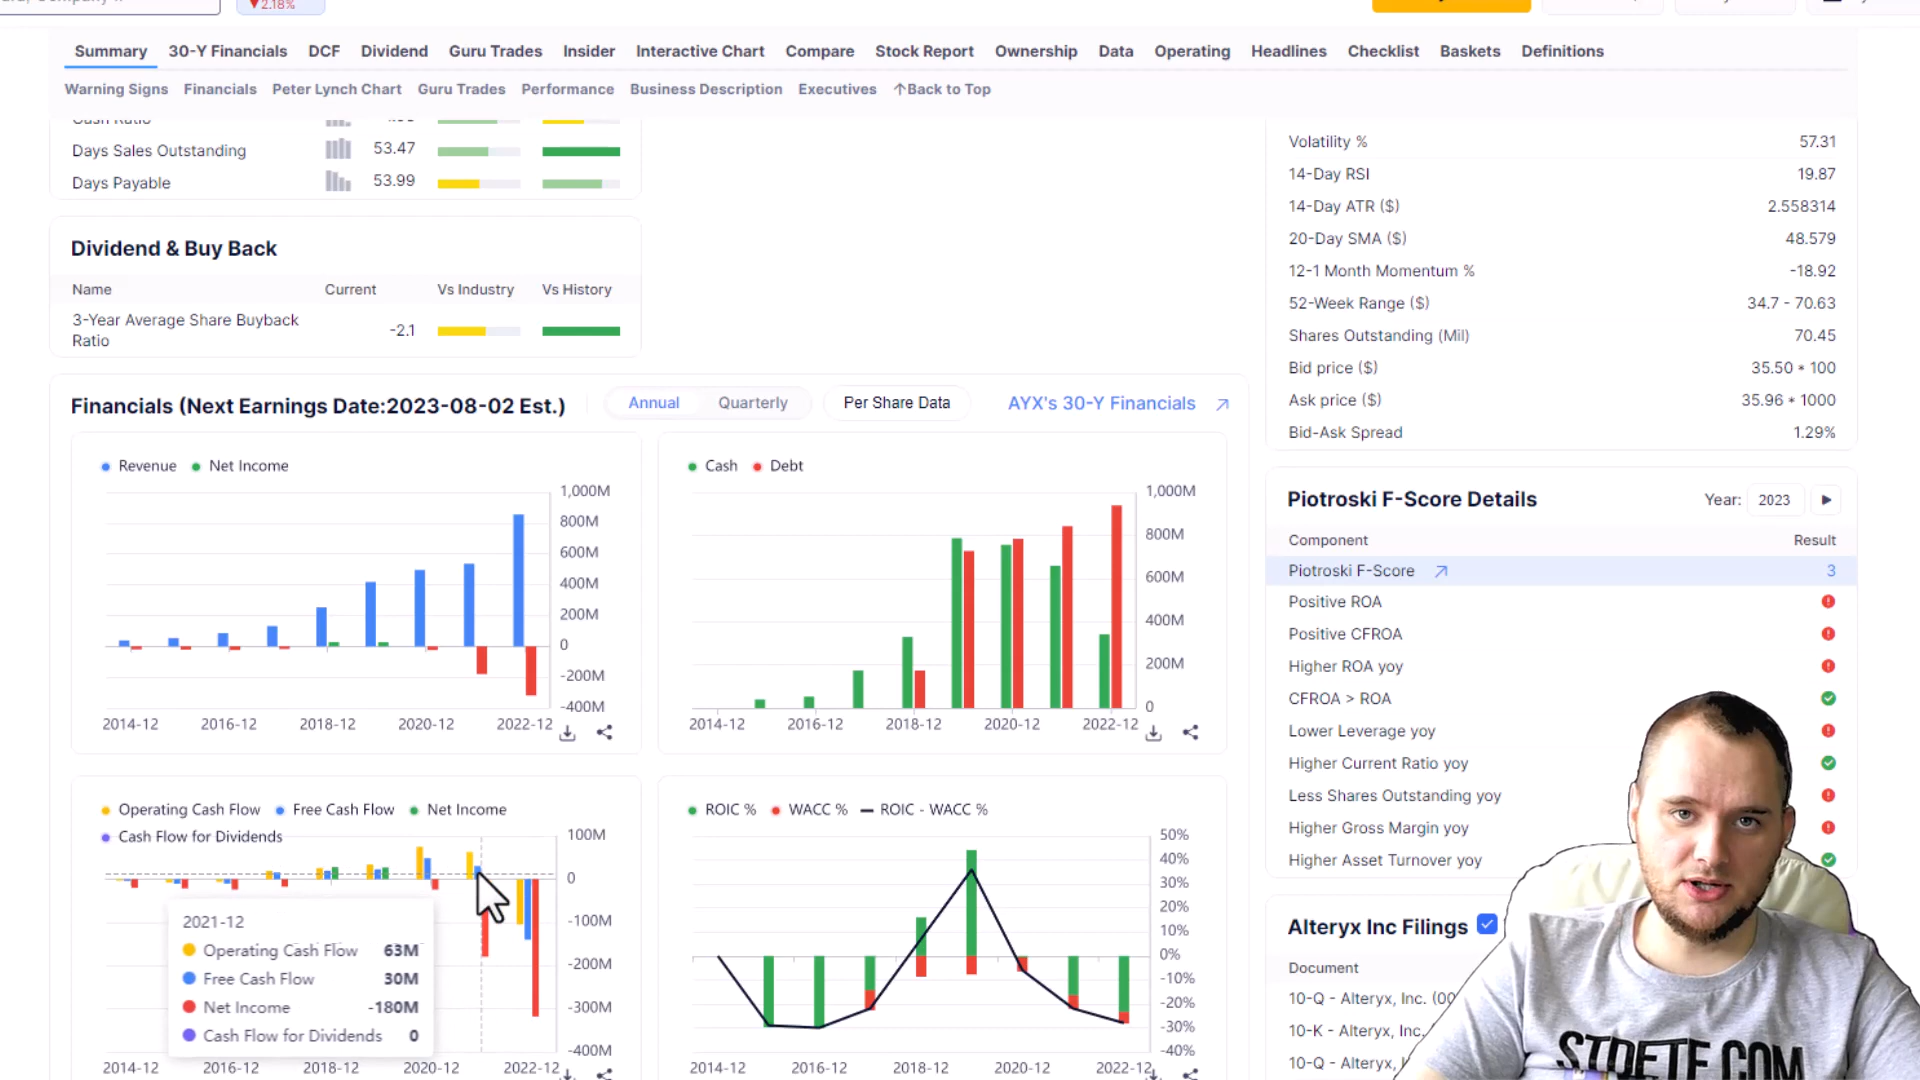 2.18%
Summary 30-Y Financials DCF Dividend Guru Trades Insider Interactive Chart Compare Stock Report Ownership Data Operating Headlines Checklist Baskets Definitions
Warning Signs Financials Peter Lynch Chart Guru Trades Performance Business Description Executives ↑Back to Top
Cash Ratio
Days Sales Outstanding 53.47
Days Payable 53.99
Dividend & Buy Back
Name Current Vs Industry Vs History
3-Year Average Share Buyback
Ratio -2.1
Financials (Next Earnings Date:2023-08-02 Est.) Annual Quarterly Per Share Data AYX's 30-Y Financials
Revenue Net Income
1,000M
800M
600M
400M
200M
0
-200M
-400M
2014-12 2016-12 2018-12 2020-12 2022-12
Cash Debt
1,000M
800M
600M
400M
200M
0
2014-12 2016-12 2018-12 2020-12 2022-12
Operating Cash Flow Free Cash Flow Net Income
Cash Flow for Dividends
100M
0
-100M
-200M
-300M
-400M
2021-12
Operating Cash Flow 63M
Free Cash Flow 30M
Net Income -180M
Cash Flow for Dividends 0
2014-12 2016-12 2018-12 2020-12 2022-12
ROIC % WACC % ROIC - WACC %
50%
40%
30%
20%
10%
0%
-10%
-20%
-30%
-40%
2014-12 2016-12 2018-12 2020-12 2022-12
Volatility % 57.31
14-Day RSI 19.87
14-Day ATR ($) 2.558314
20-Day SMA ($) 48.579
12-1 Month Momentum % -18.92
52-Week Range ($) 34.7 - 70.63
Shares Outstanding (Mil) 70.45
Bid price ($) 35.50 * 100
Ask price ($) 35.96 * 1000
Bid-Ask Spread 1.29%
Piotroski F-Score Details Year: 2023
Component Result
Piotroski F-Score 3
Positive ROA
Positive CFROA
Higher ROA yoy
CFROA > ROA
Lower Leverage yoy
Higher Current Ratio yoy
Less Shares Outstanding yoy
Higher Gross Margin yoy
Higher Asset Turnover yoy
Alteryx Inc Filings
Document
10-Q - Alteryx, Inc. (00
10-K - Alteryx, Inc.
10-Q - Alteryx,